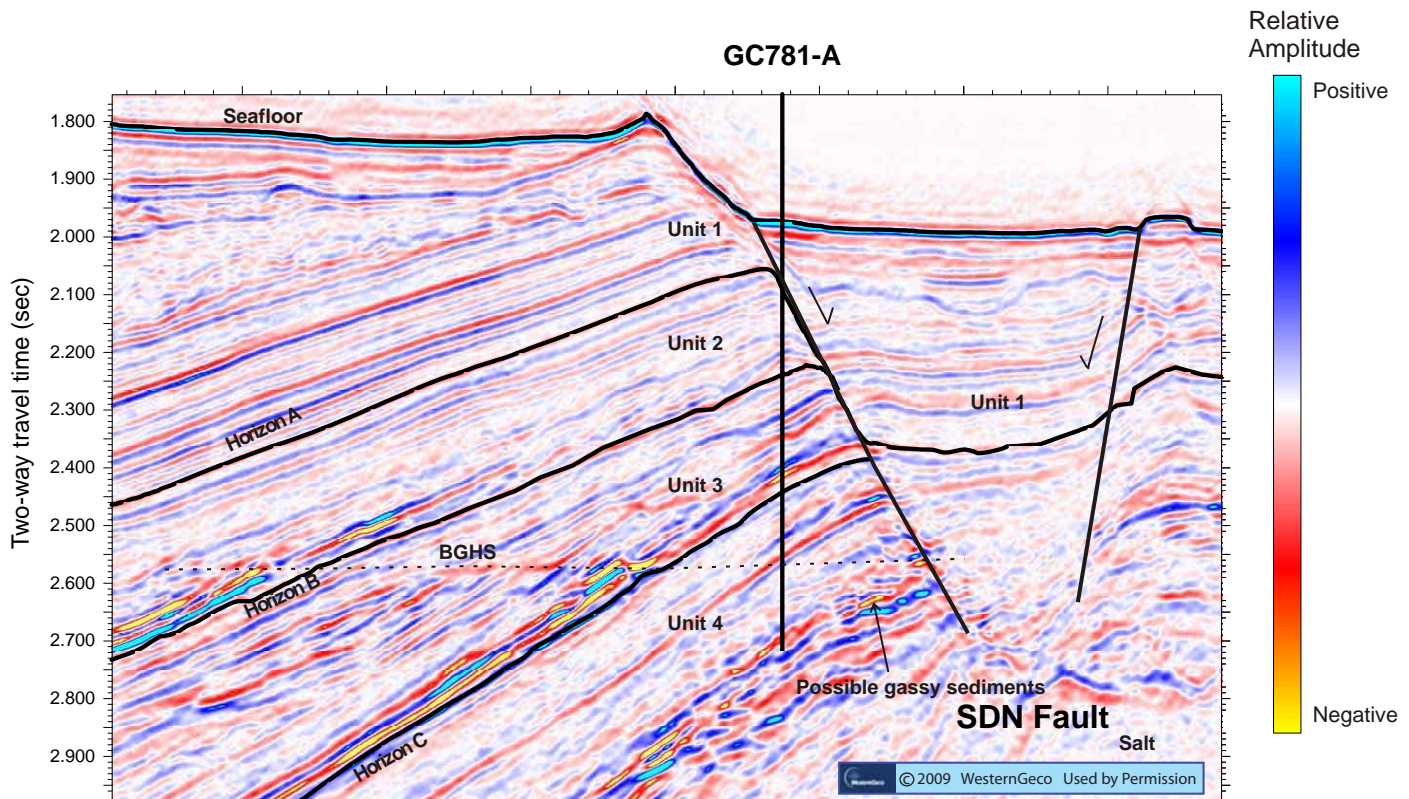 Relative
Amplitude
GC781-A
Positive
Seafloor
1.800
1.900
2.000
2.100
2.200
2.300
2.400
2.500
2.600
2.700
2.800
2.900
Two-way travel time (sec)
Unit 1
Unit 2
Horizon A
Unit 1
Unit 3
BGHS
Horizon B
Unit 4
Possible gassy sediments
SDN Fault
Negative
Salt
Horizon C
© 2009 WesternGeco Used by Permission